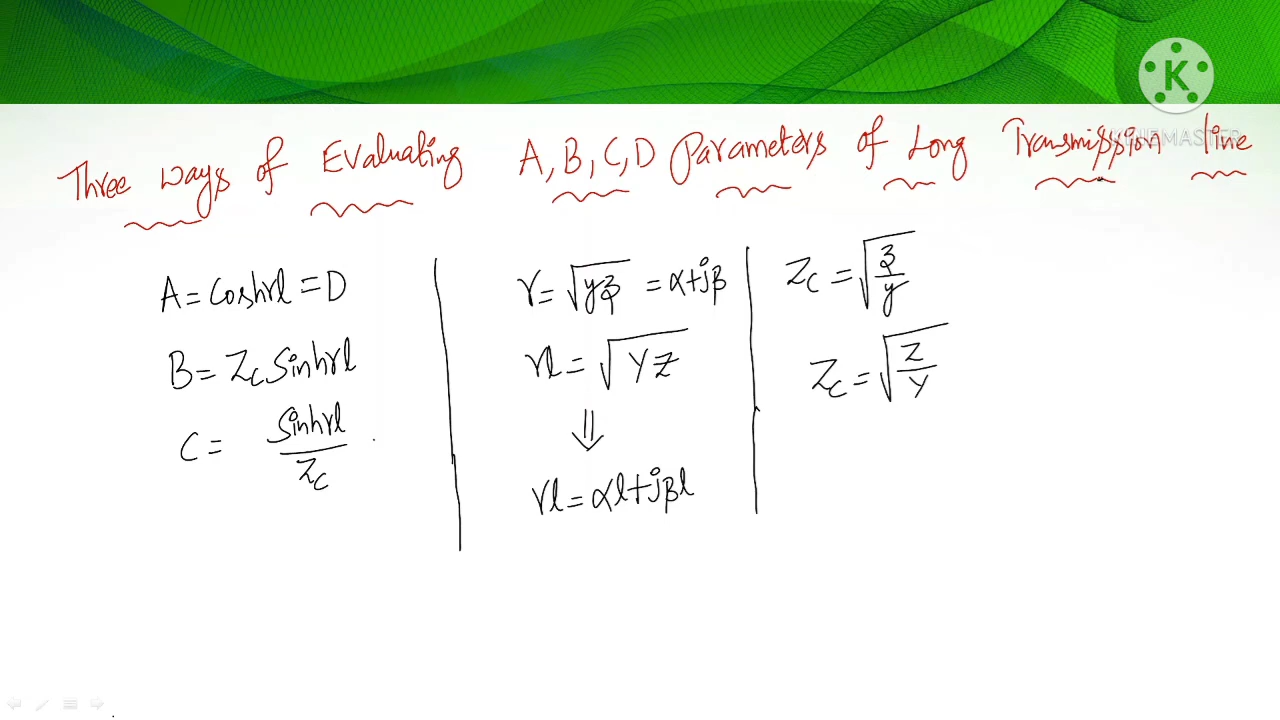 K
KINEMASTER
Three ways of Evaluating A, B, C, D Parameters of Long Transmission line
A = Coshγl = D
B = Zc Sinhγl
C = Sinhγl / Zc
γ = √yz = α+jβ
γl = √YZ
⇓
γl = αl+jβl
Zc = √z/y
Zc = √Z/Y